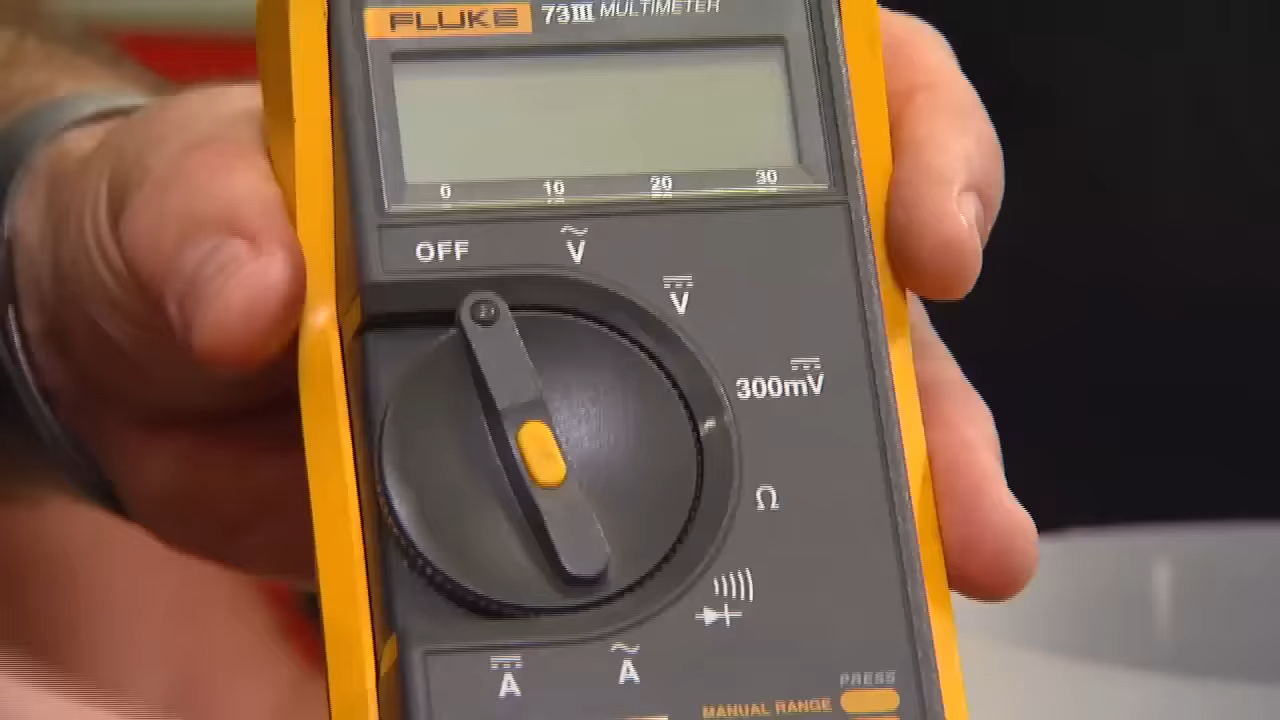 FLUKE 73III MULTIMETER
0 10 20 30
OFF
V
V
300mV
Ω
A
A
PRESS
MANUAL RANGE